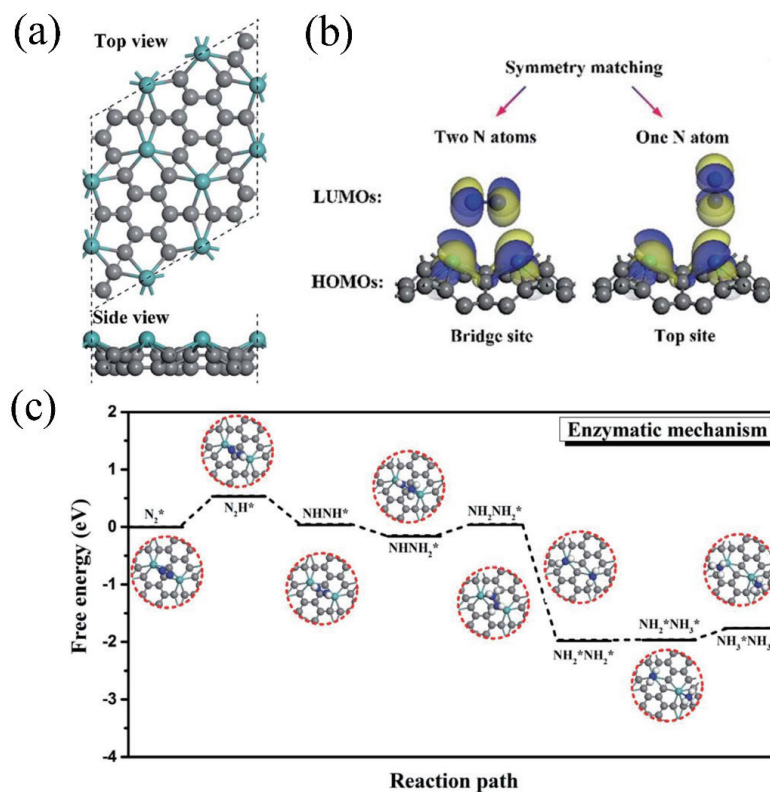 (a)
Top view
Side view
(b)
Symmetry matching
Two N atoms
One N atom
LUMOs:
HOMOs:
Bridge site
Top site
(c)
Enzymatic mechanism
Free energy (eV)
2
1
0
-1
-2
-3
-4
N₂*
N₂H*
NHNH*
NHNH₂*
NH₂NH₂*
NH₂*NH₂*
NH₂*NH₃*
NH₃*NH₃
Reaction path